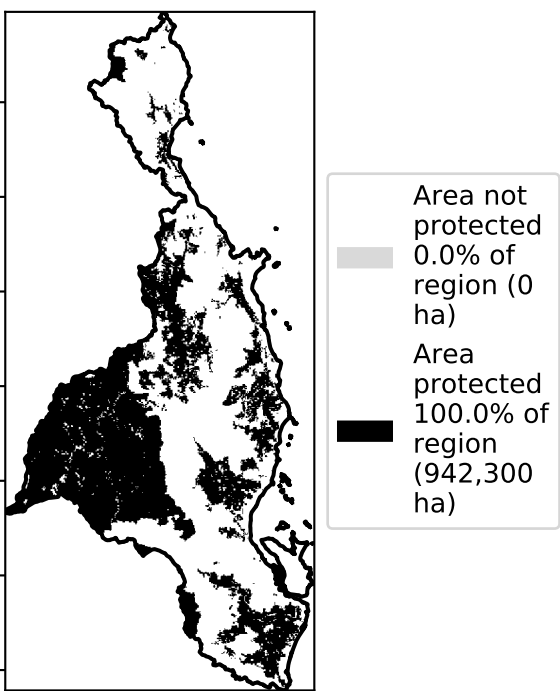 Area not
protected
0.0% of
region (0
ha)
Area
protected
100.0% of
region
(942,300
ha)